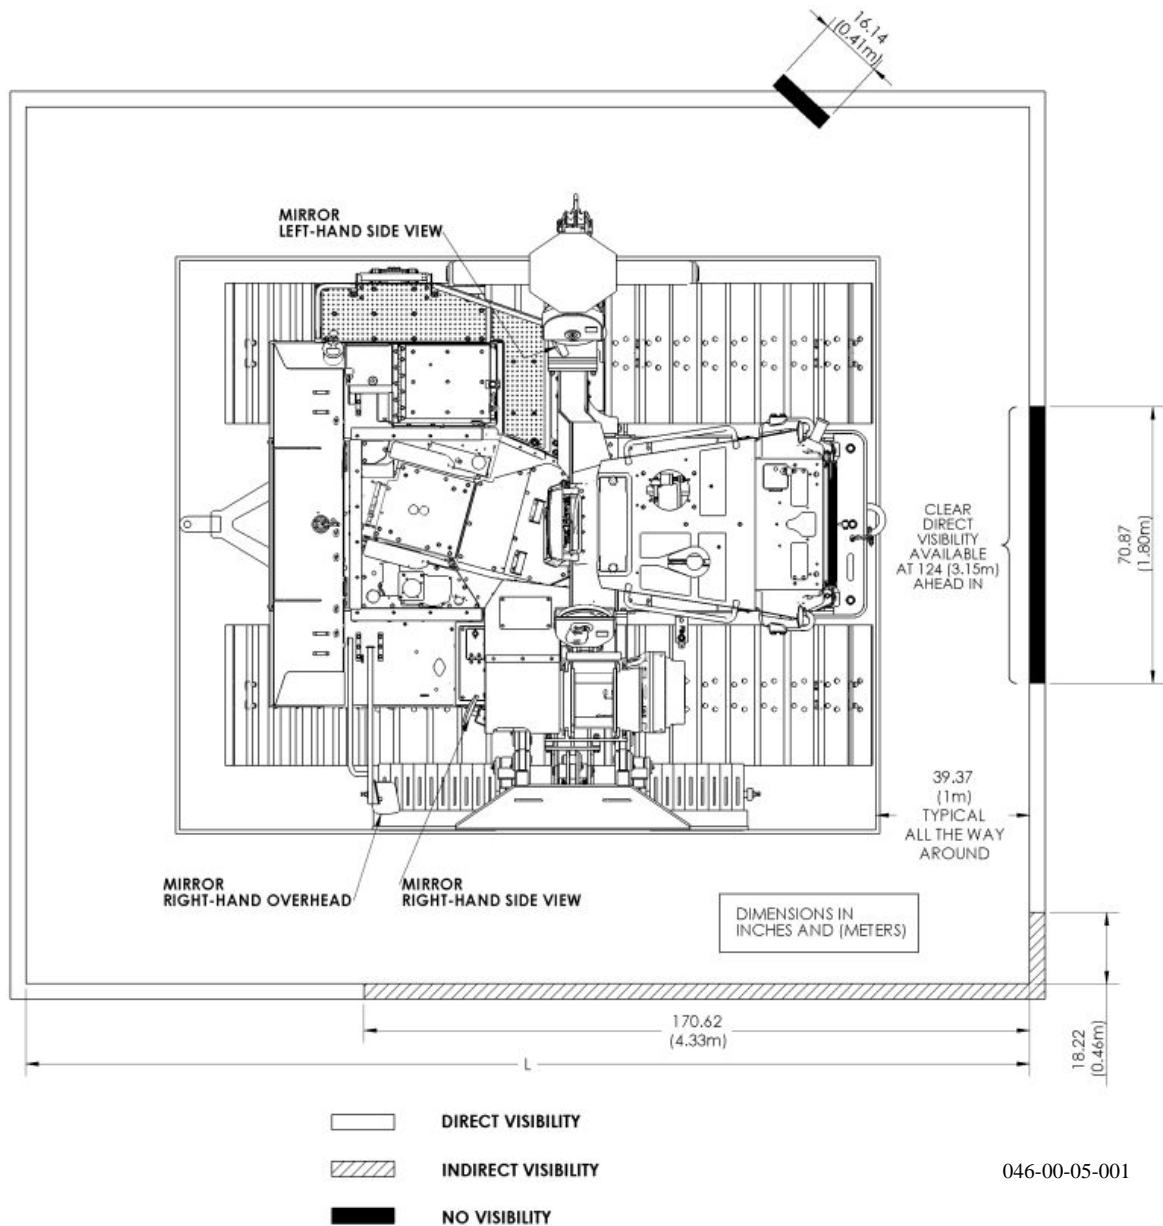 16.14
(0.41m)
MIRROR
LEFT-HAND SIDE VIEW
CLEAR
DIRECT
VISIBILITY
AVAILABLE
AT 124 (3.15m)
AHEAD IN
70.87
(1.80m)
39.37
(1m)
TYPICAL
ALL THE WAY
AROUND
MIRROR
RIGHT-HAND OVERHEAD
MIRROR
RIGHT-HAND SIDE VIEW
DIMENSIONS IN
INCHES AND (METERS)
170.62
(4.33m)
18.22
(0.46m)
L
DIRECT VISIBILITY
INDIRECT VISIBILITY
046-00-05-001
NO VISIBILITY